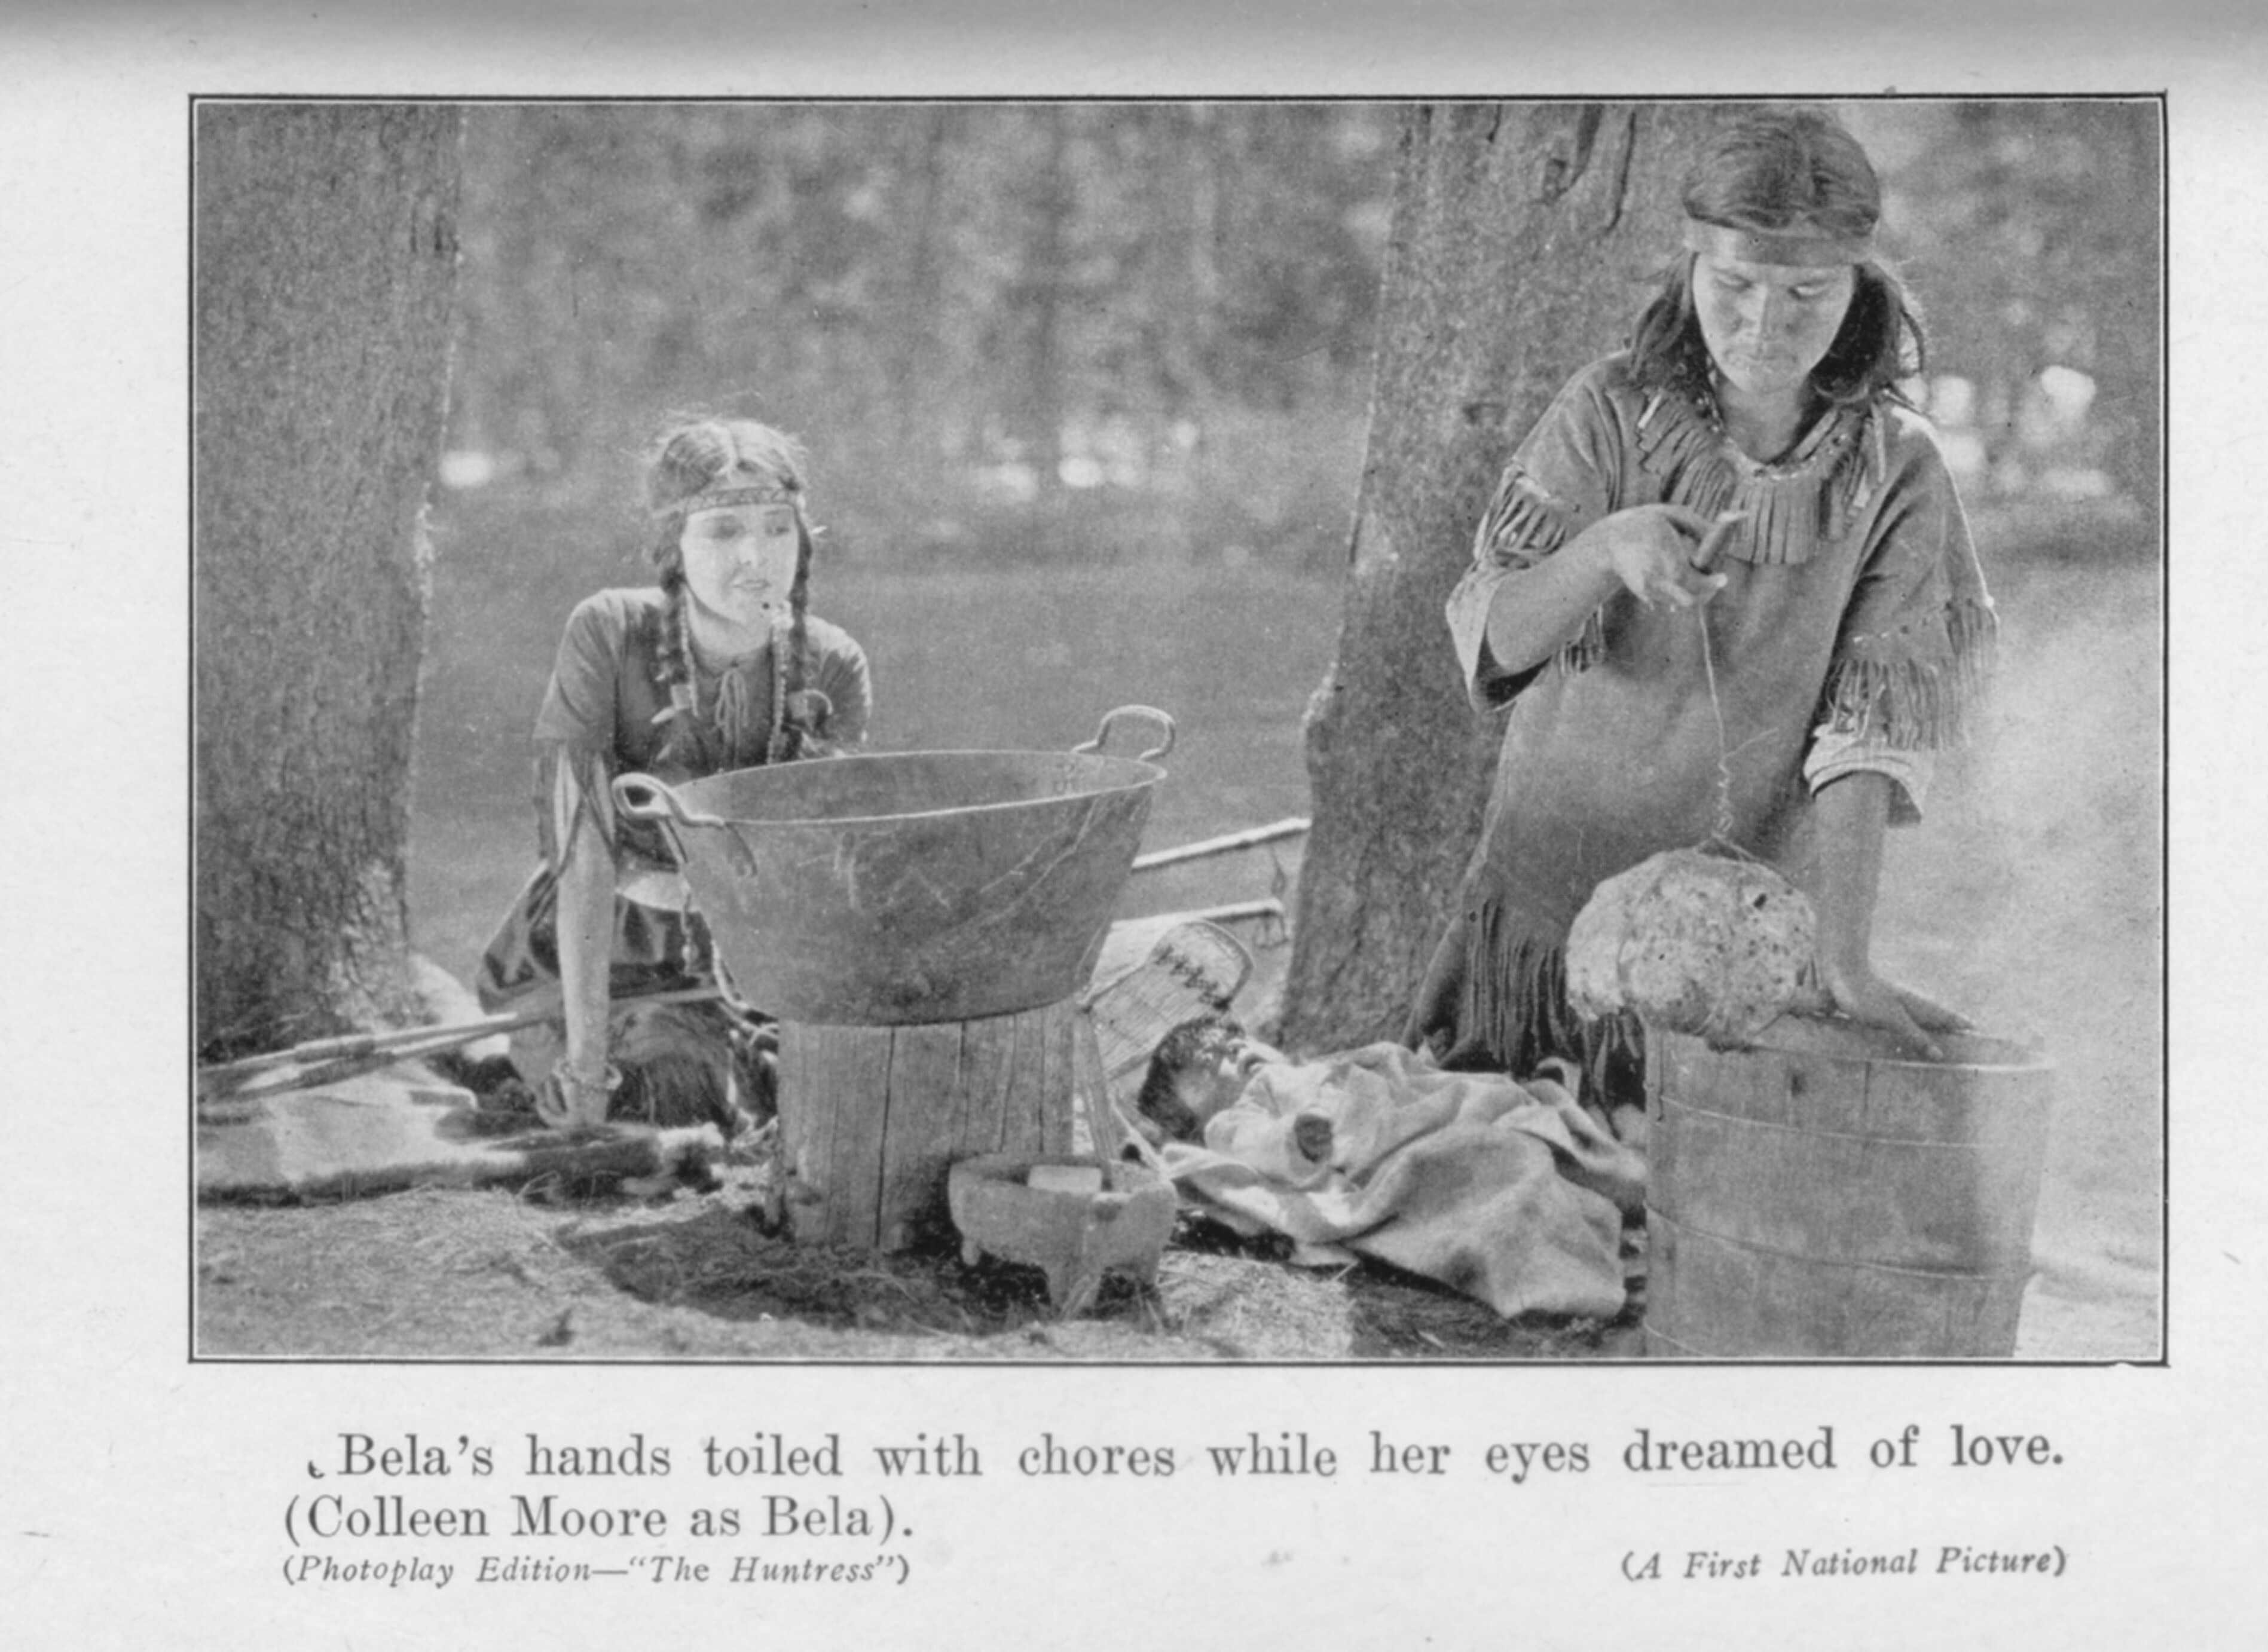 Bela's hands toiled with chores while her eyes dreamed of love.
(Colleen Moore as Bela).
(Photoplay Edition—"The Huntress")
(A First National Picture)